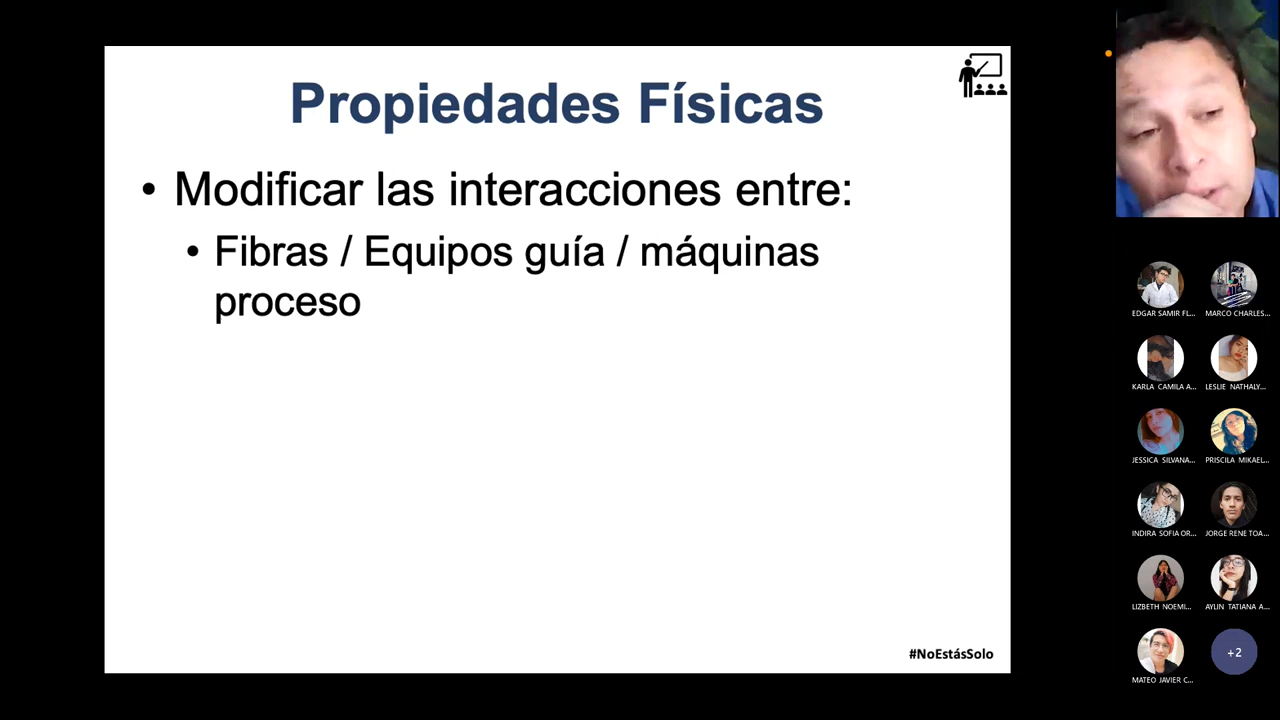 Propiedades Físicas
• Modificar las interacciones entre:
• Fibras / Equipos guía / máquinas
proceso
#NoEstásSolo
EDGAR SAMIR FL...
MARCO CHARLES...
KARLA CAMILA A...
LESLIE NATHALY...
JESSICA SILVANA...
PRISCILA MIKAEL...
INDIRA SOFIA OR...
JORGE RENE TOA...
LIZBETH NOEMI...
AYLIN TATIANA A...
MATEO JAVIER C...
+2